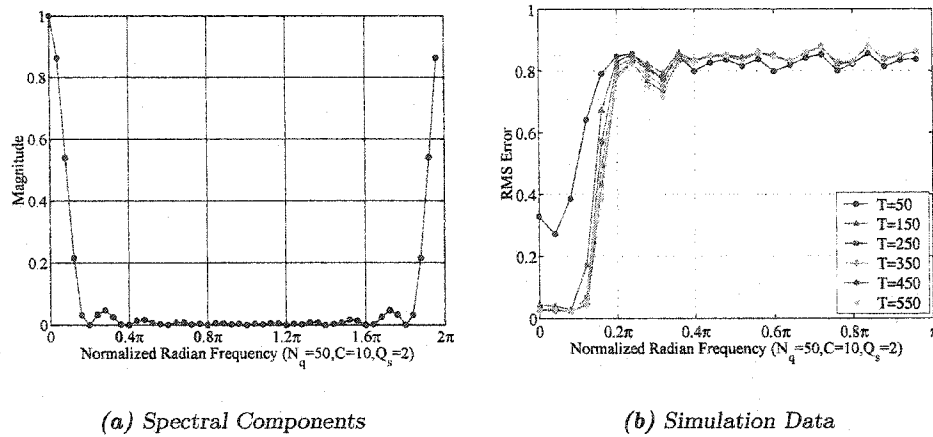 1
0.8
0.6
0.4
0.2
0
Magnitude
0 0.4π 0.8π 1.2π 1.6π 2π
Normalized Radian Frequency (N_q=50,C=10,Q_s=2)
(a) Spectral Components
1
0.8
0.6
0.4
0.2
0
RMS Error
T=50
T=150
T=250
T=350
T=450
T=550
0 0.2π 0.4π 0.6π 0.8π 1π
Normalized Radian Frequency (N_q=50,C=10,Q_s=2)
(b) Simulation Data